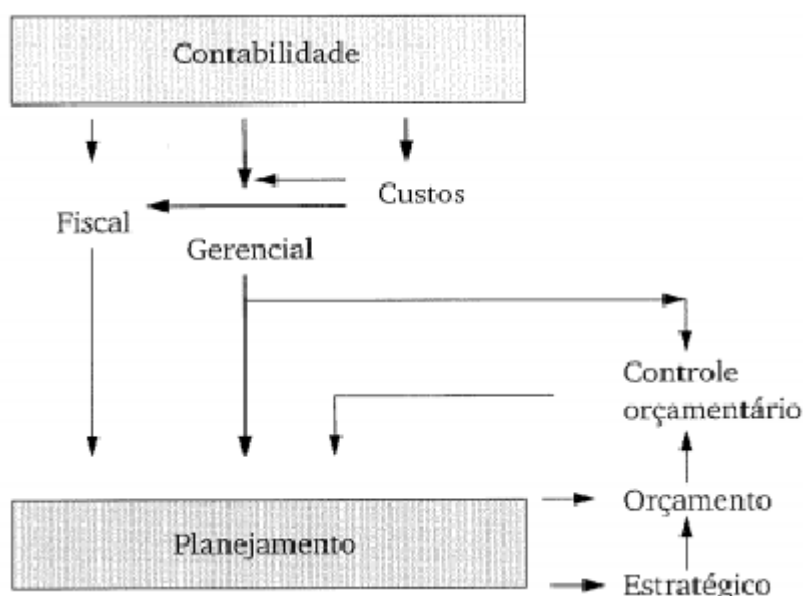 Contabilidade
Custos
Fiscal
Gerencial
Controle
orçamentário
Orçamento
Planejamento
Estratégico